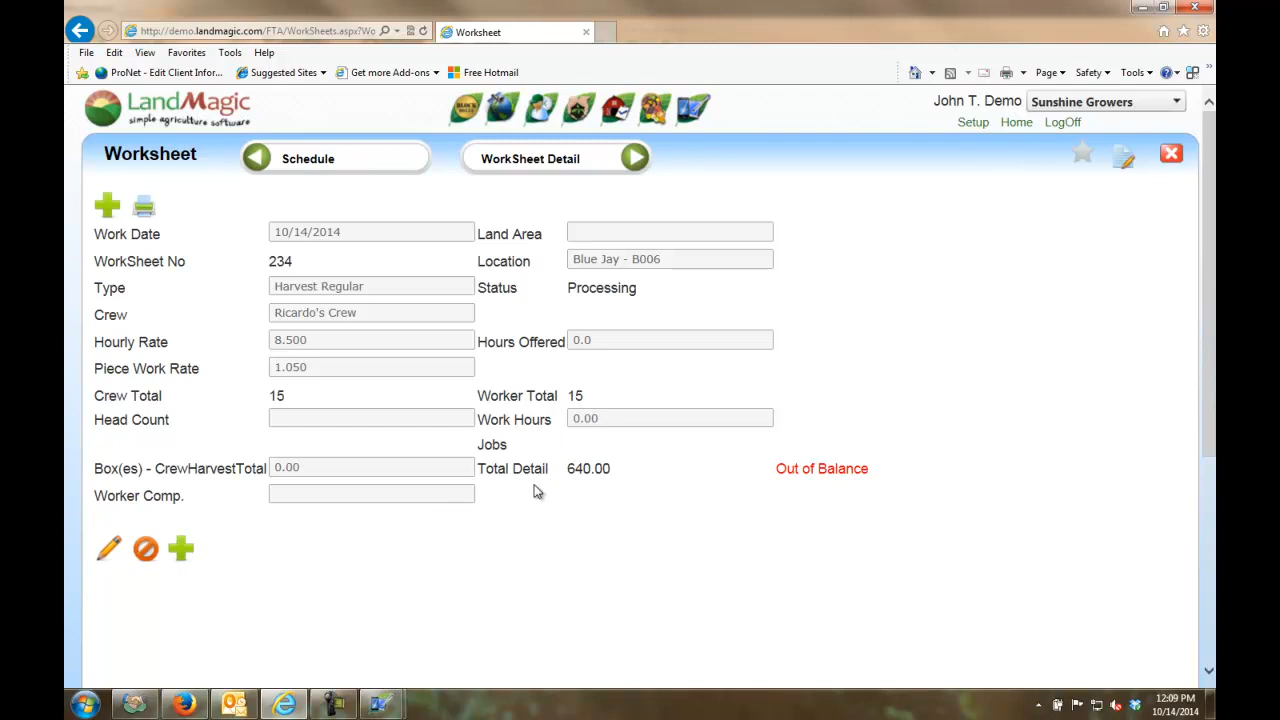 http://demo.landmagic.com/FTA/WorkSheets.aspx?Wo
Worksheet
File Edit View Favorites Tools Help
ProNet - Edit Client Infor... Suggested Sites Get more Add-ons Free Hotmail
Page Safety Tools
LandMagic
simple agriculture software
BLOCK
John T. Demo Sunshine Growers
Setup Home LogOff
Worksheet Schedule WorkSheet Detail
Work Date 10/14/2014 Land Area
WorkSheet No 234 Location Blue Jay - B006
Type Harvest Regular Status Processing
Crew Ricardo's Crew
Hourly Rate 8.500 Hours Offered 0.0
Piece Work Rate 1.050
Crew Total 15 Worker Total 15
Head Count Work Hours 0.00
Jobs
Box(es) - CrewHarvestTotal 0.00 Total Detail 640.00 Out of Balance
Worker Comp.
12:09 PM
10/14/2014